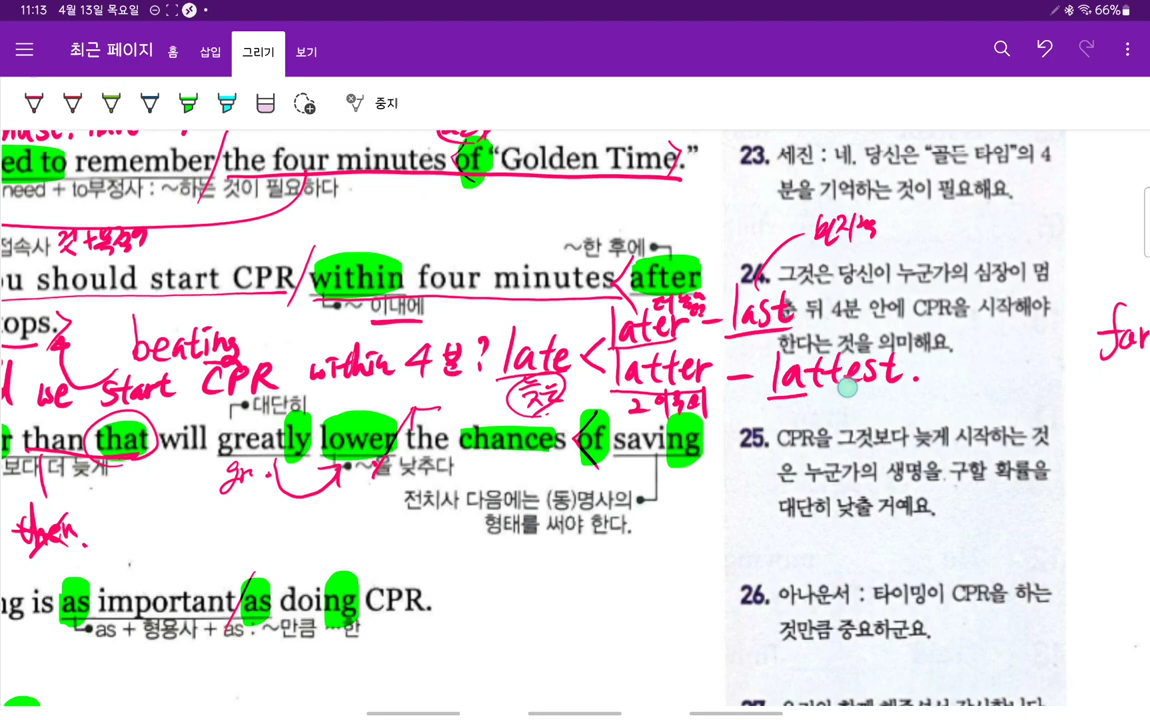 11:13 4월 13일 목요일 66%
최근 페이지 홈 삽입 그리기 보기
중지
ed to remember the four minutes of “Golden Time.”
need + to부정사 : ~하는 것이 필요하다
접속사
~한 후에
u should start CPR within four minutes after
~ 이내에
ops.
beating
we start CPR within 4분? late < later - last
latter - lattest.
늦은
대단히
r than that will greatly lower the chances of saving
보다 더 늦게
~를 낮추다
전치사 다음에는 (동)명사의
형태를 써야 한다.
then.
ng is as important as doing CPR.
as + 형용사 + as : ~만큼 …한
23. 세진 : 네, 당신은 “골든 타임”의 4
분을 기억하는 것이 필요해요.
24. 그것은 당신이 누군가의 심장이 멈
춘 뒤 4분 안에 CPR을 시작해야
한다는 것을 의미해요.
25. CPR을 그것보다 늦게 시작하는 것
은 누군가의 생명을 구할 확률을
대단히 낮출 거예요.
26. 아나운서 : 타이밍이 CPR을 하는
것만큼 중요하군요.
far